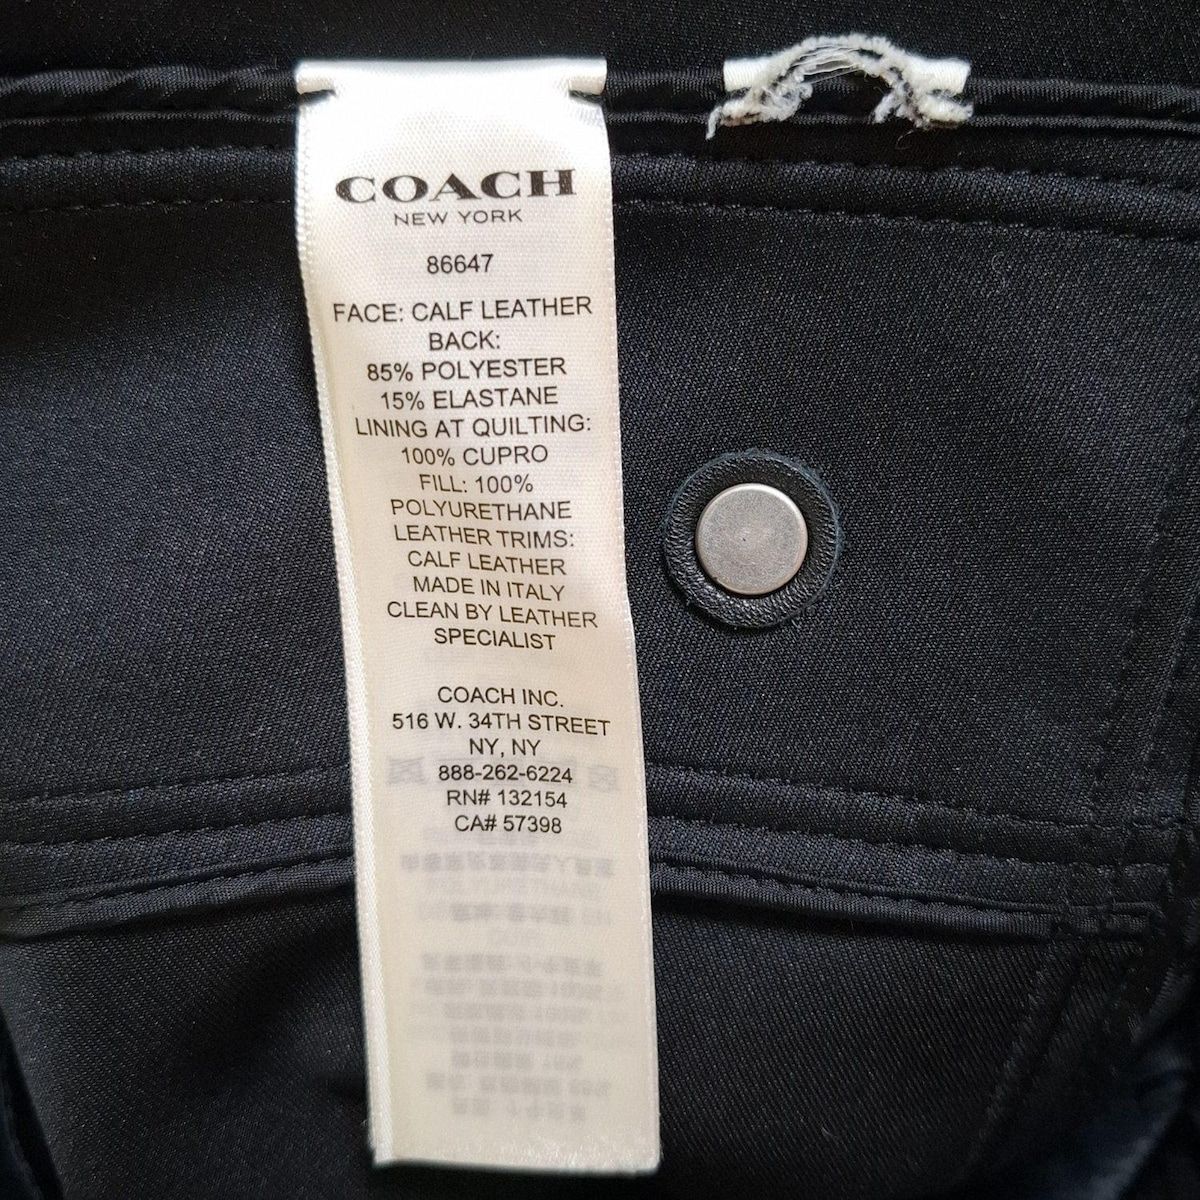 COACH
NEW YORK
86647
FACE: CALF LEATHER
BACK:
85% POLYESTER
15% ELASTANE
LINING AT QUILTING:
100% CUPRO
FILL: 100%
POLYURETHANE
LEATHER TRIMS:
CALF LEATHER
MADE IN ITALY
CLEAN BY LEATHER
SPECIALIST
COACH INC.
516 W. 34TH STREET
NY, NY
888-262-6224
RN# 132154
CA# 57398